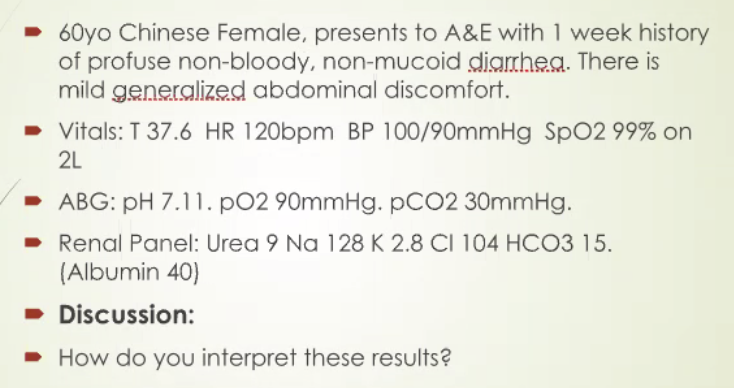 60yo Chinese Female, presents to A&E with 1 week history
of profuse non-bloody, non-mucoid diarrhea. There is
mild generalized abdominal discomfort.
Vitals: T 37.6 HR 120bpm BP 100/90mmHg SpO2 99% on
2L
ABG: pH 7.11. pO2 90mmHg. pCO2 30mmHg.
Renal Panel: Urea 9 Na 128 K 2.8 Cl 104 HCO3 15.
(Albumin 40)
Discussion:
How do you interpret these results?